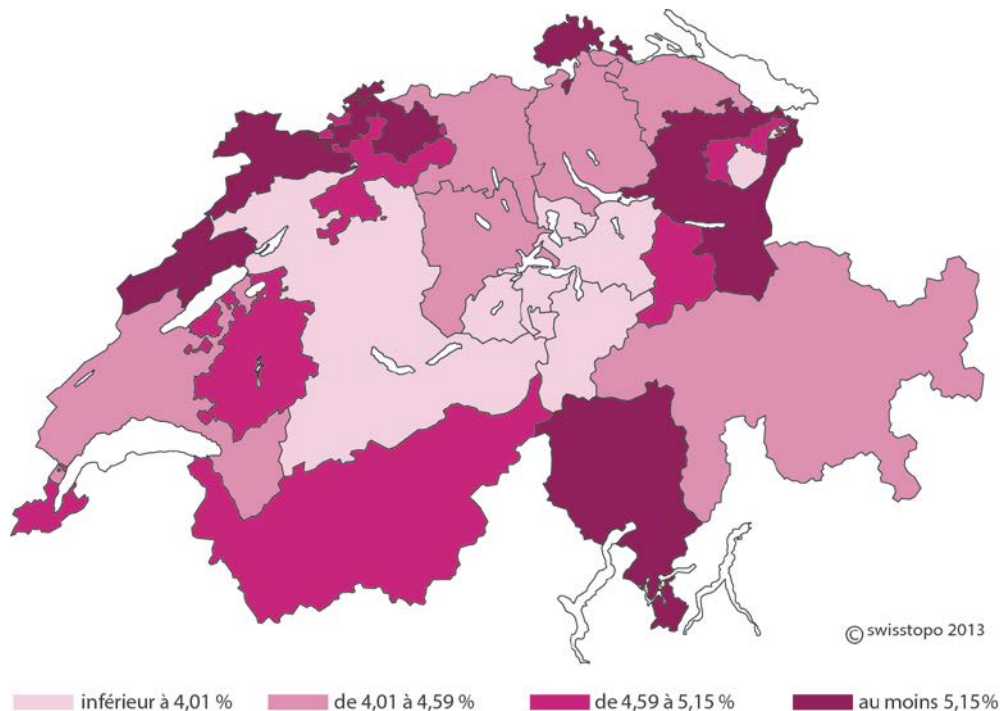 © swisstopo 2013
inférieur à 4,01 % de 4,01 à 4,59 % de 4,59 à 5,15 % au moins 5,15%